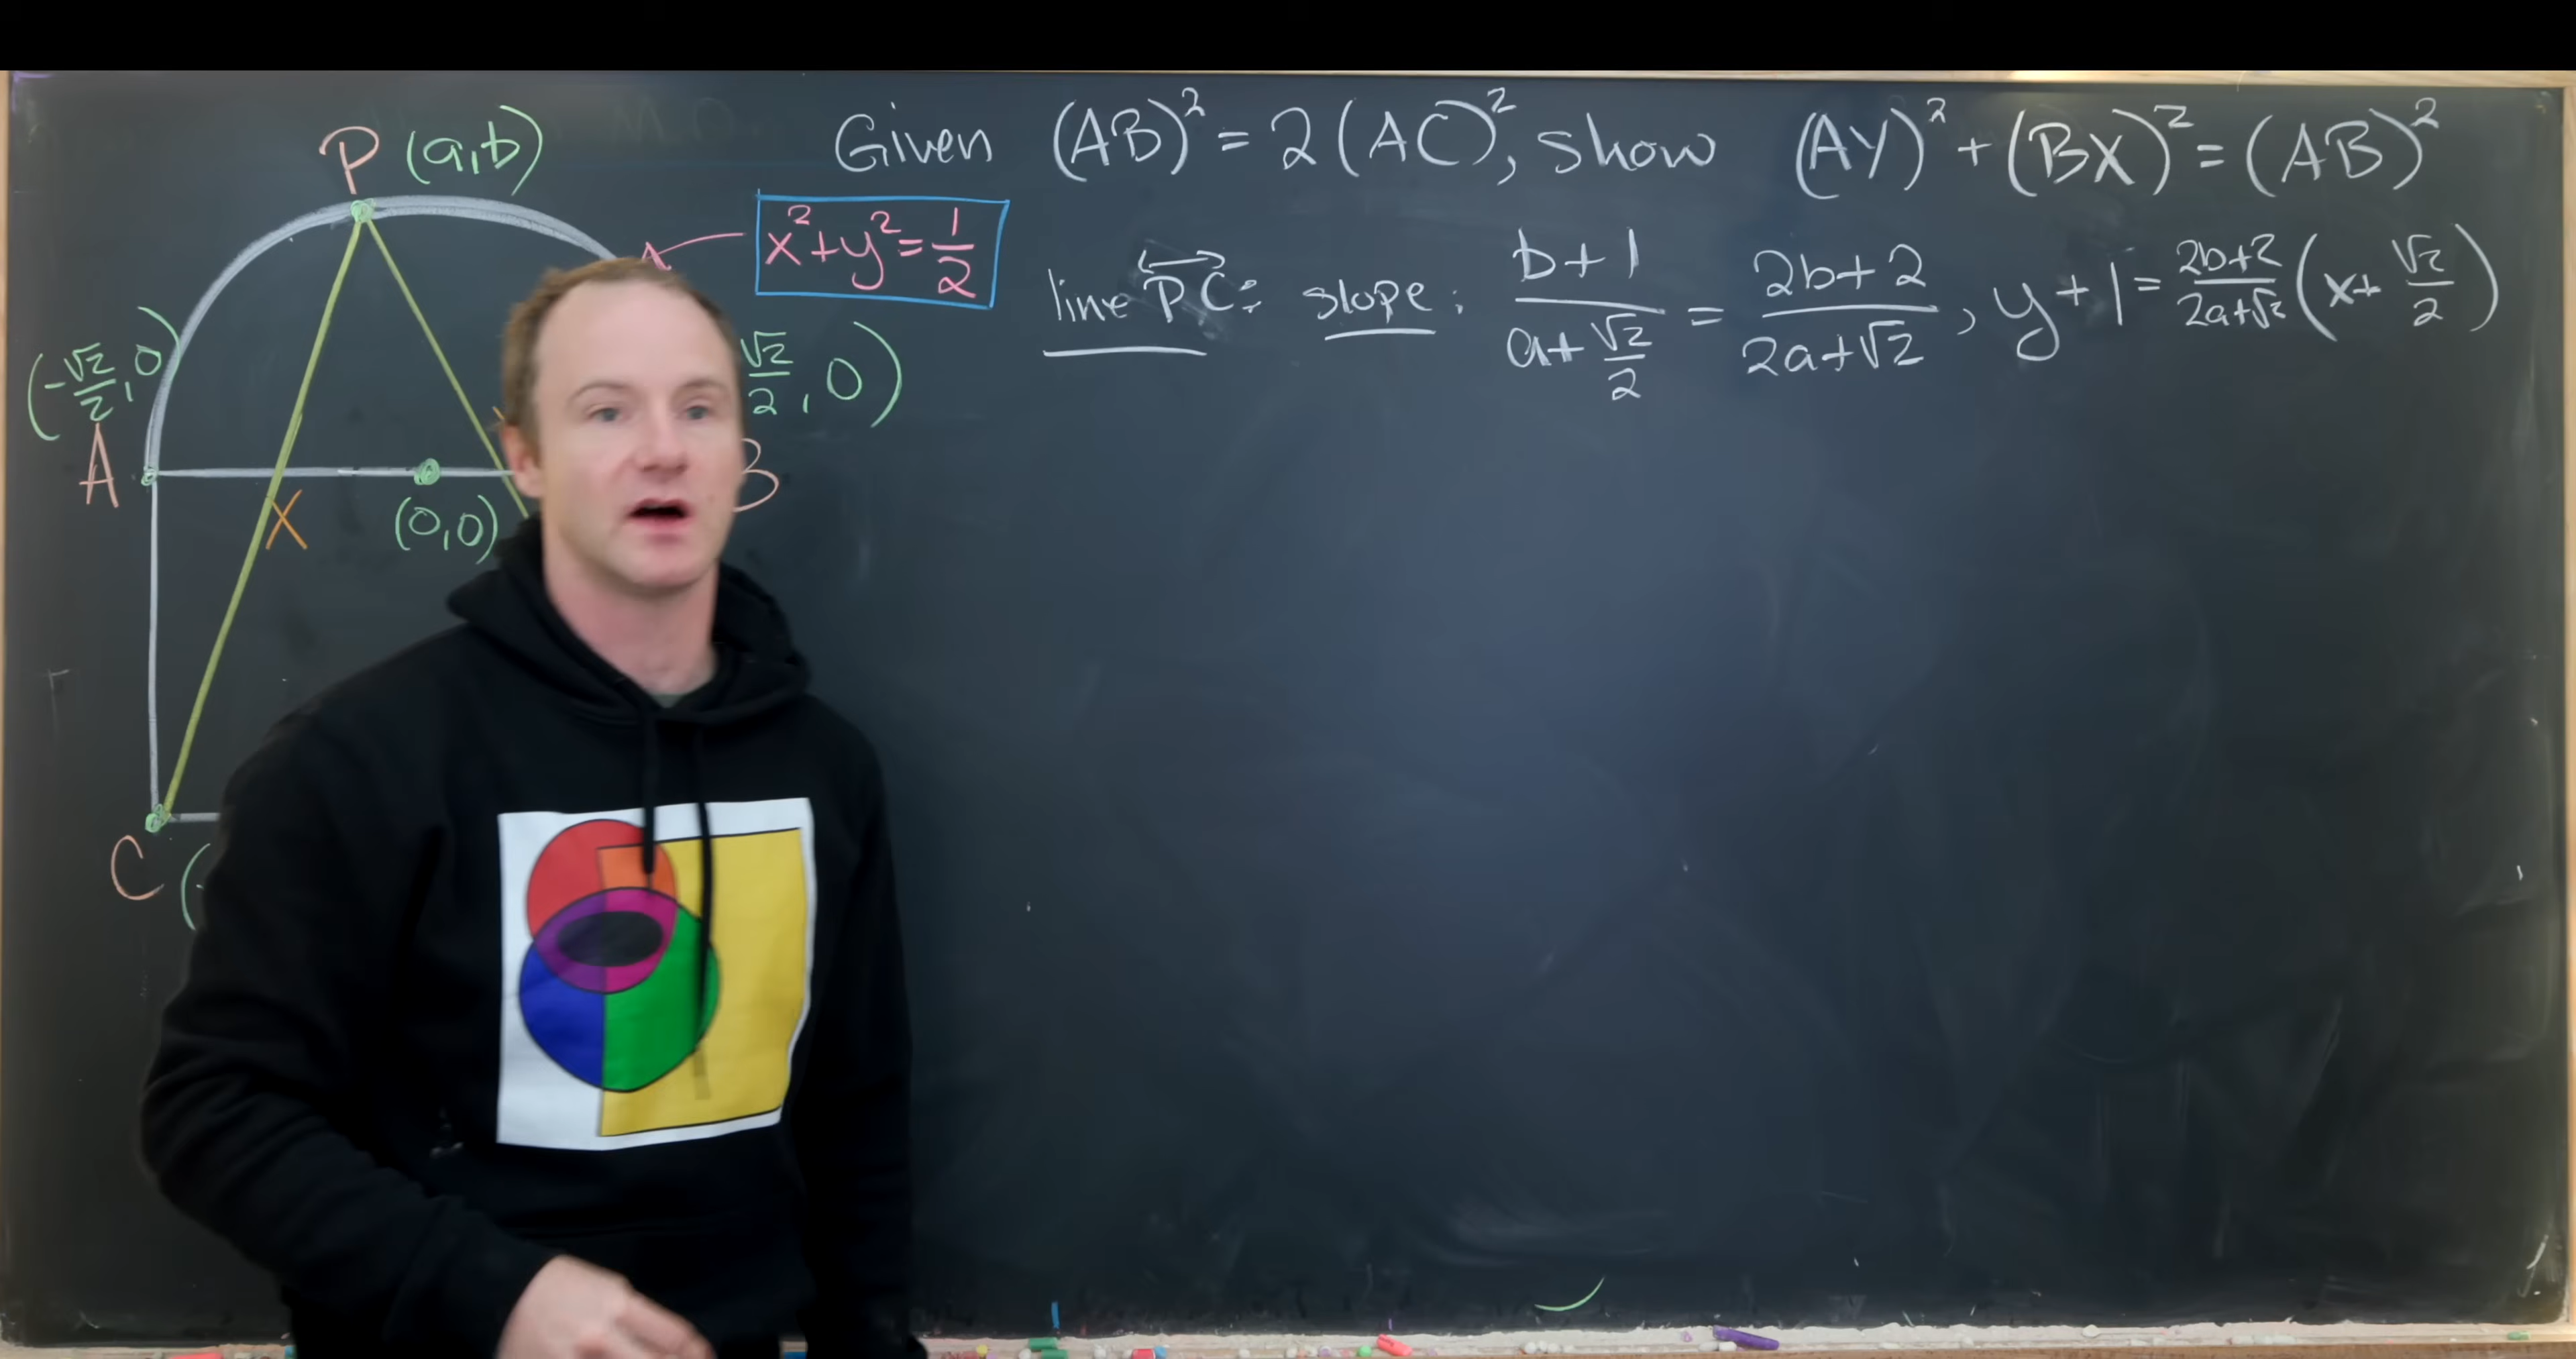 Given (AB)² = 2(AC)², show (AY)² + (BX)² = (AB)²
P (a,b)
x²+y²=1/2
line PC: slope: (b+1)/(a+√2/2) = (2b+2)/(2a+√2), y+1 = (2b+2)/(2a+√2) (x+√2/2)
(-√2/2, 0)
√2/2, 0)
A
B
X
(0,0)
C (-